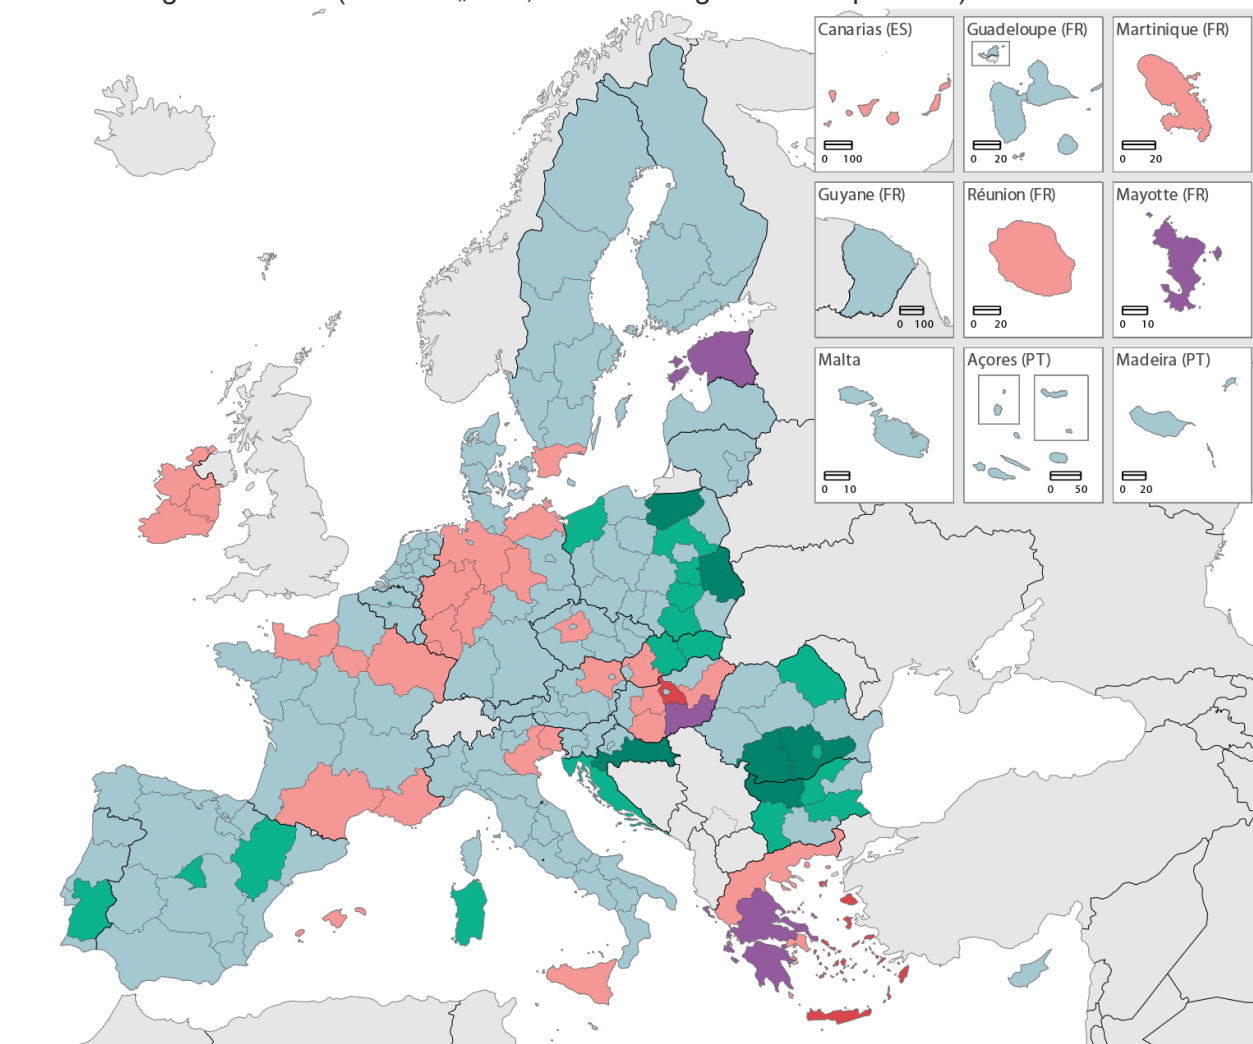 Canarias (ES)
0 100
Guadeloupe (FR)
0 20
Martinique (FR)
0 20
Guyane (FR)
0 100
Réunion (FR)
0 20
Mayotte (FR)
0 10
Malta
0 10
Açores (PT)
0 50
Madeira (PT)
0 20